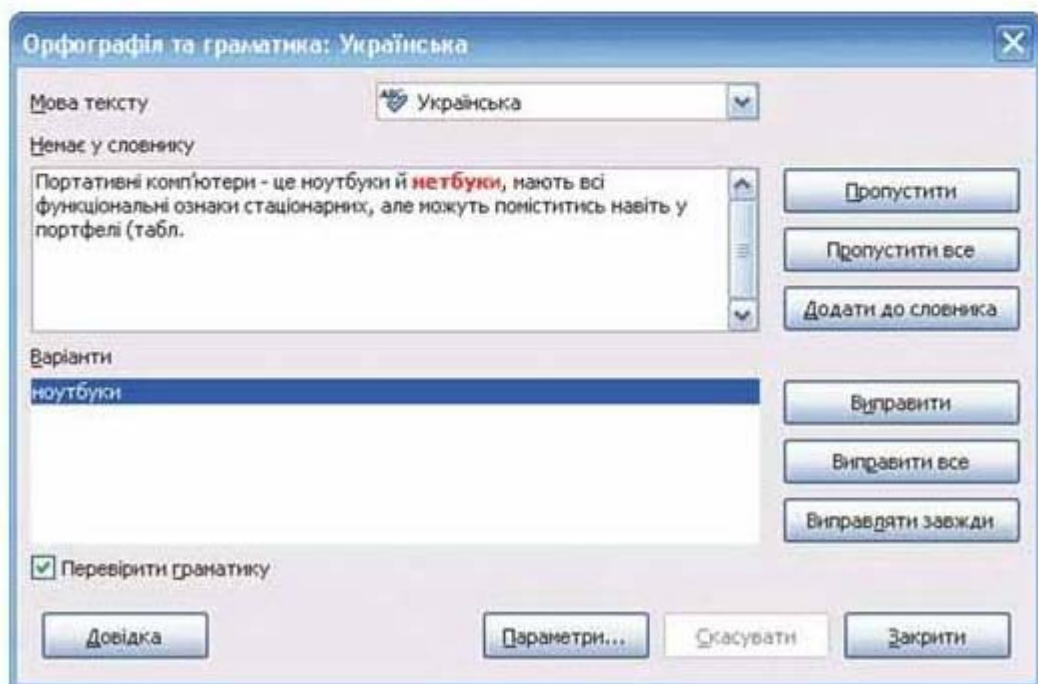 Орфографія та граматика: Українська
Мова тексту
Українська
Немає у словнику
Портативні комп'ютери - це ноутбуки й нетбуки, мають всі
функціональні ознаки стаціонарних, але можуть поміститись навіть у
портфелі (табл.
Пропустити
Пропустити все
Додати до словника
Варіанти
ноутбуки
Виправити
Виправити все
Виправляти завжди
Перевірити граматику
Довідка
Параметри...
Скасувати
Закрити